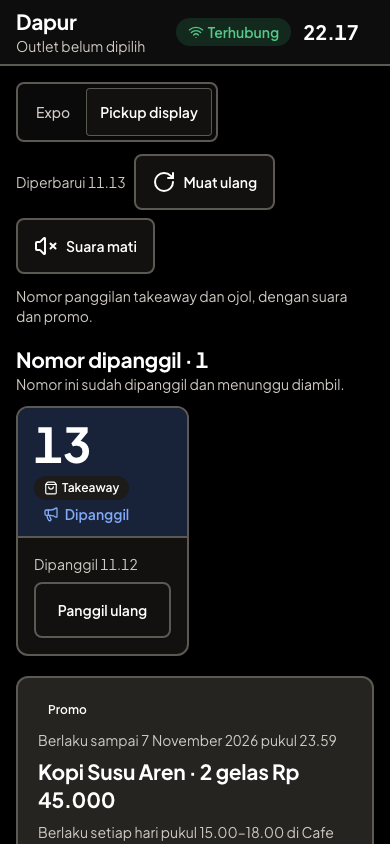 Dapur
Outlet belum dipilih
Terhubung
22.17
Expo
Pickup display
Diperbarui 11.13
Muat ulang
Suara mati
Nomor panggilan takeaway dan ojol, dengan suara
dan promo.
Nomor dipanggil · 1
Nomor ini sudah dipanggil dan menunggu diambil.
13
Takeaway
Dipanggil
Dipanggil 11.12
Panggil ulang
Promo
Berlaku sampai 7 November 2026 pukul 23.59
Kopi Susu Aren · 2 gelas Rp
45.000
Berlaku setiap hari pukul 15.00–18.00 di Cafe